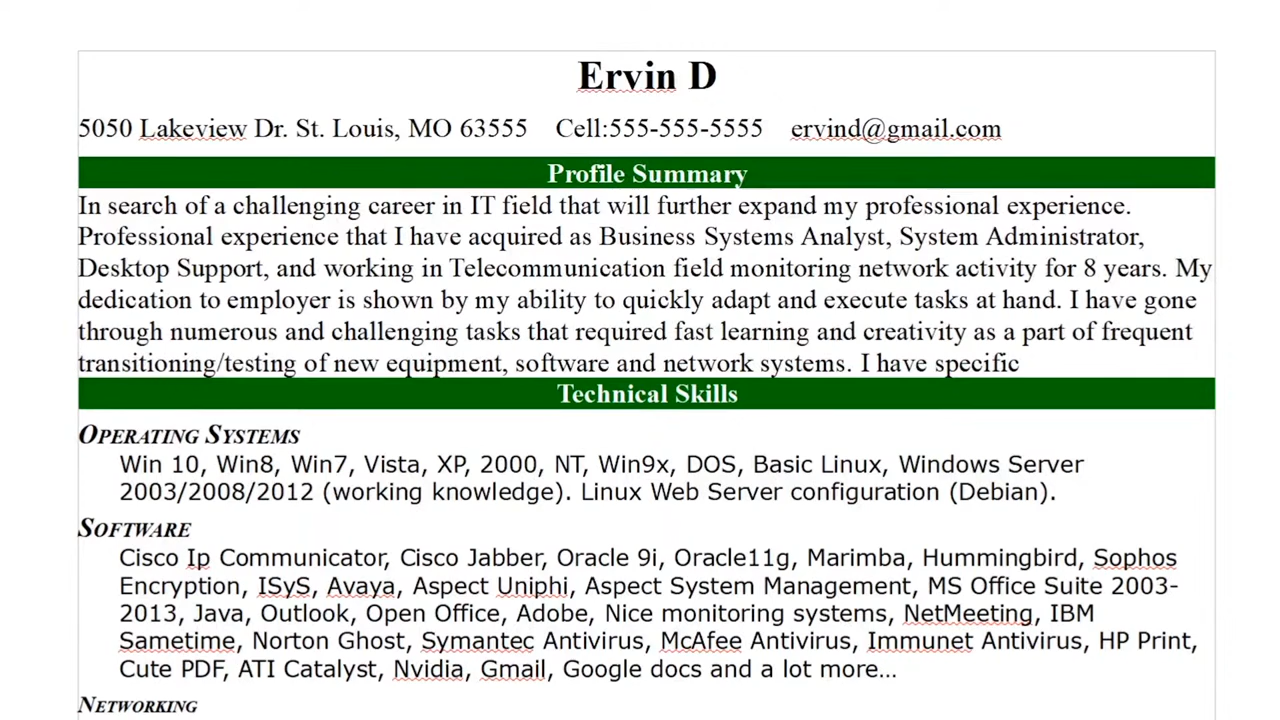 Ervin D
5050 Lakeview Dr. St. Louis, MO 63555 Cell:555-555-5555 ervind@gmail.com
Profile Summary
In search of a challenging career in IT field that will further expand my professional experience.
Professional experience that I have acquired as Business Systems Analyst, System Administrator,
Desktop Support, and working in Telecommunication field monitoring network activity for 8 years. My
dedication to employer is shown by my ability to quickly adapt and execute tasks at hand. I have gone
through numerous and challenging tasks that required fast learning and creativity as a part of frequent
transitioning/testing of new equipment, software and network systems. I have specific
Technical Skills
OPERATING SYSTEMS
Win 10, Win8, Win7, Vista, XP, 2000, NT, Win9x, DOS, Basic Linux, Windows Server
2003/2008/2012 (working knowledge). Linux Web Server configuration (Debian).
SOFTWARE
Cisco Ip Communicator, Cisco Jabber, Oracle 9i, Oracle11g, Marimba, Hummingbird, Sophos
Encryption, ISyS, Avaya, Aspect Uniphi, Aspect System Management, MS Office Suite 2003-
2013, Java, Outlook, Open Office, Adobe, Nice monitoring systems, NetMeeting, IBM
Sametime, Norton Ghost, Symantec Antivirus, McAfee Antivirus, Immunet Antivirus, HP Print,
Cute PDF, ATI Catalyst, Nvidia, Gmail, Google docs and a lot more…
NETWORKING